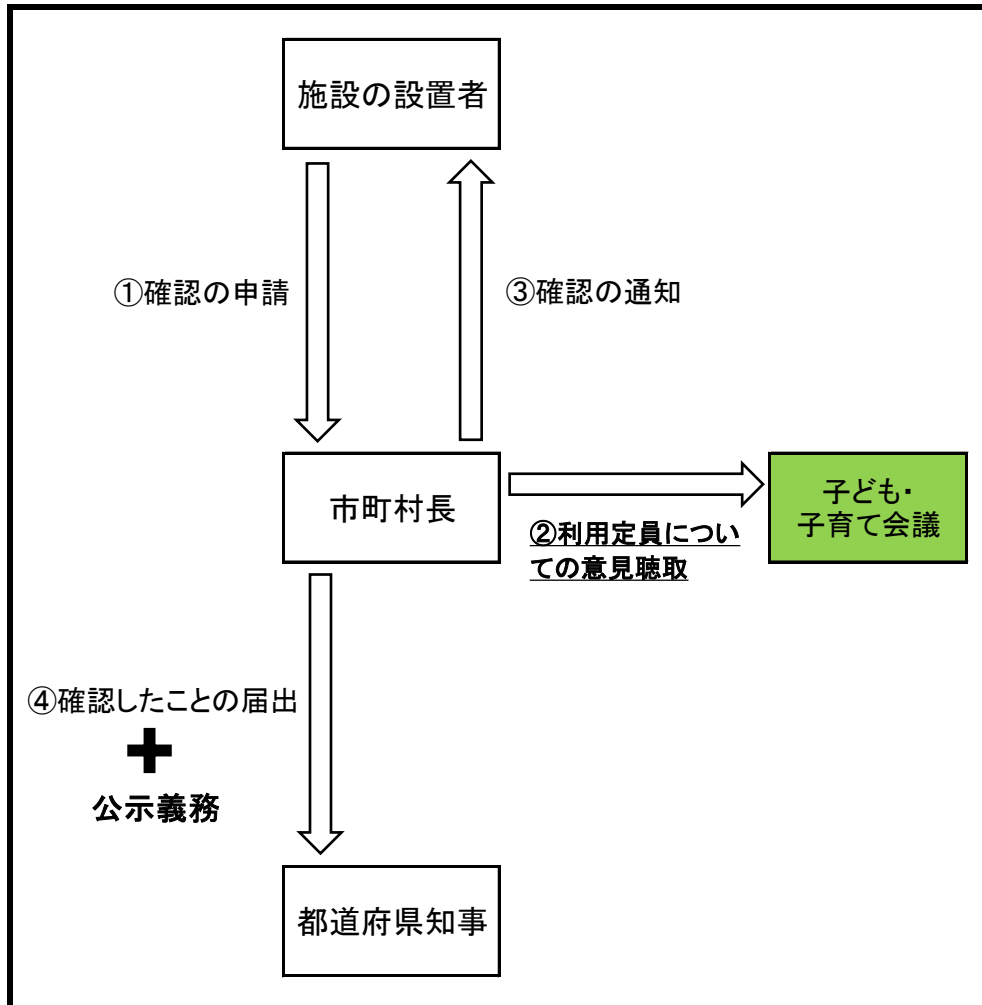 施設の設置者
①確認の申請
③確認の通知
市町村長
②利用定員につい
ての意見聴取
子ども・
子育て会議
④確認したことの届出
+
公示義務
都道府県知事